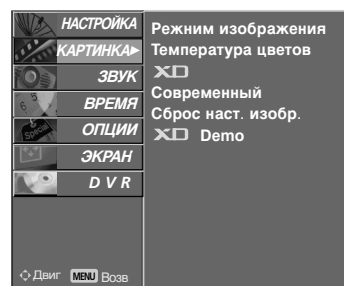 НАСТРОЙКА
КАРТИНКА►
ЗВУК
ВРЕМЯ
ОПЦИИ
ЭКРАН
D V R
Режним изображения
Температура цветов
XD
Современный
Сброс наст. изобр.
XD Demo
Двиг MENU Возв